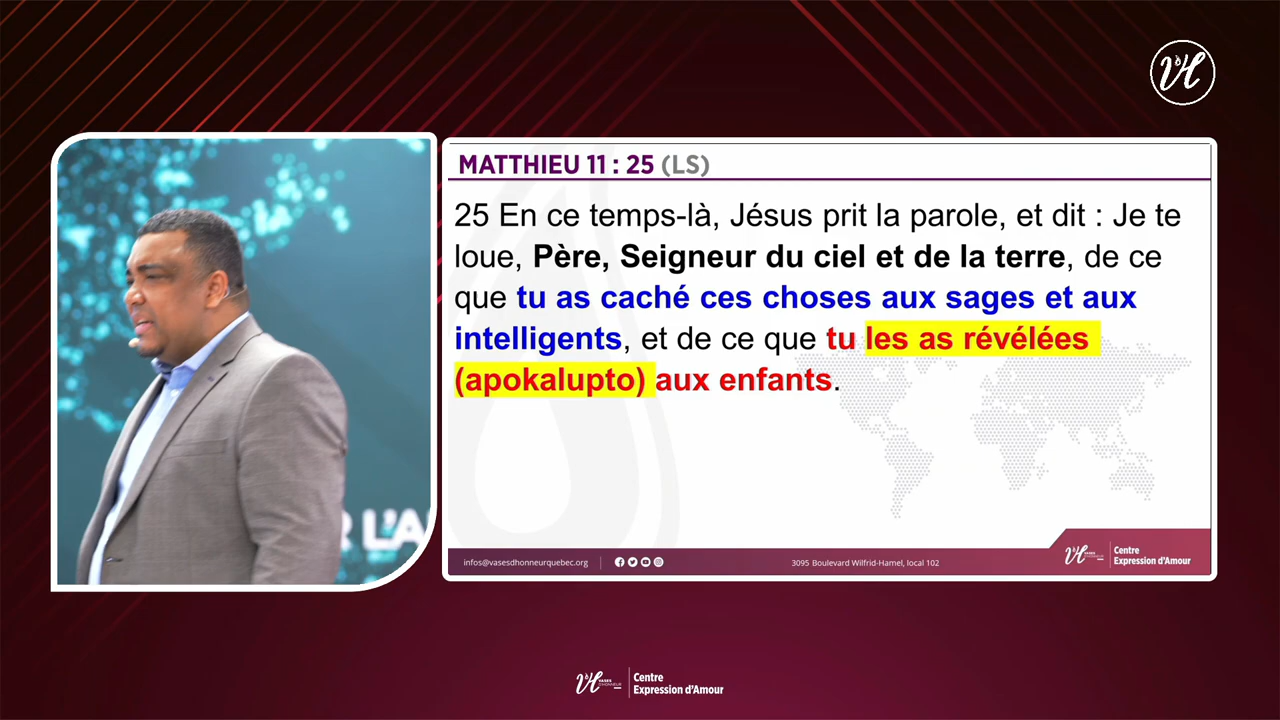 V'H
MATTHIEU 11 : 25 (LS)
25 En ce temps-là, Jésus prit la parole, et dit : Je te
loue, Père, Seigneur du ciel et de la terre, de ce
que tu as caché ces choses aux sages et aux
intelligents, et de ce que tu les as révélées
(apokalupto) aux enfants.
R L'A
infos@vasesdhonneurquebec.org
3095 Boulevard Wilfrid-Hamel, local 102
V'H
Centre
Expression d'Amour
V'H VASES D'HONNEUR
Centre
Expression d'Amour